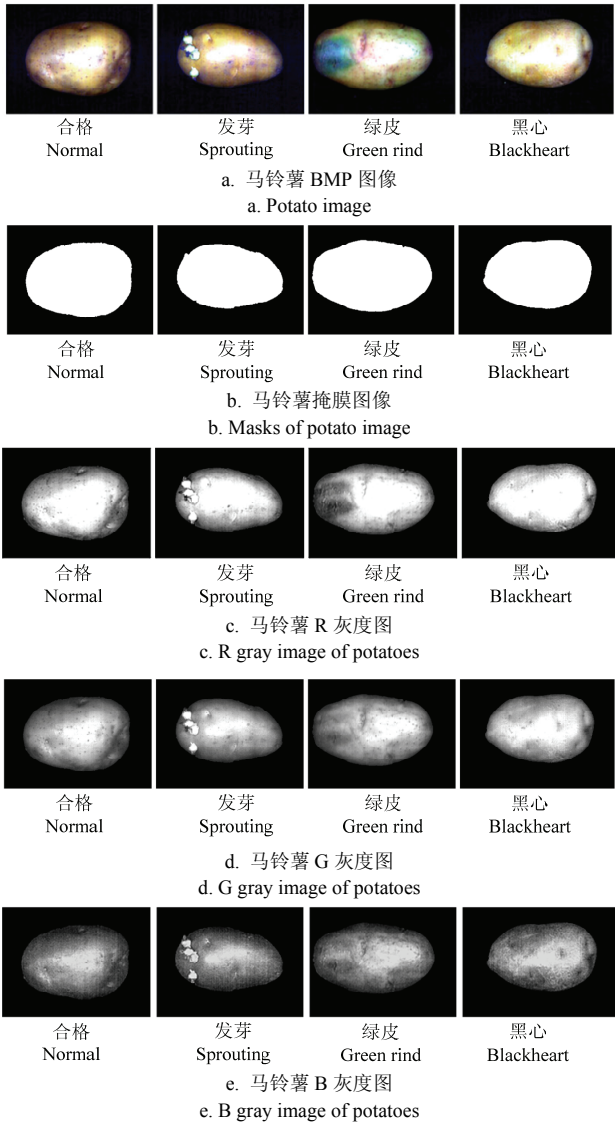 合格 发芽 绿皮 黑心
Normal Sprouting Green rind Blackheart
a. 马铃薯 BMP 图像
a. Potato image
合格 发芽 绿皮 黑心
Normal Sprouting Green rind Blackheart
b. 马铃薯掩膜图像
b. Masks of potato image
合格 发芽 绿皮 黑心
Normal Sprouting Green rind Blackheart
c. 马铃薯 R 灰度图
c. R gray image of potatoes
合格 发芽 绿皮 黑心
Normal Sprouting Green rind Blackheart
d. 马铃薯 G 灰度图
d. G gray image of potatoes
合格 发芽 绿皮 黑心
Normal Sprouting Green rind Blackheart
e. 马铃薯 B 灰度图
e. B gray image of potatoes